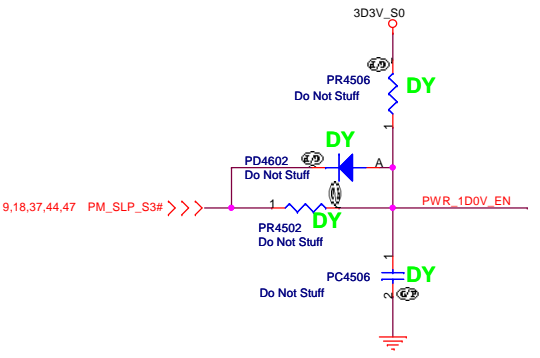 3D3V_S0
PR4506
DY
Do Not Stuff
1
DY
PD4602
A
Do Not Stuff
9,18,37,44,47 PM_SLP_S3#
1
PWR_1D0V_EN
PR4502
DY
Do Not Stuff
1
PC4506
DY
2
Do Not Stuff